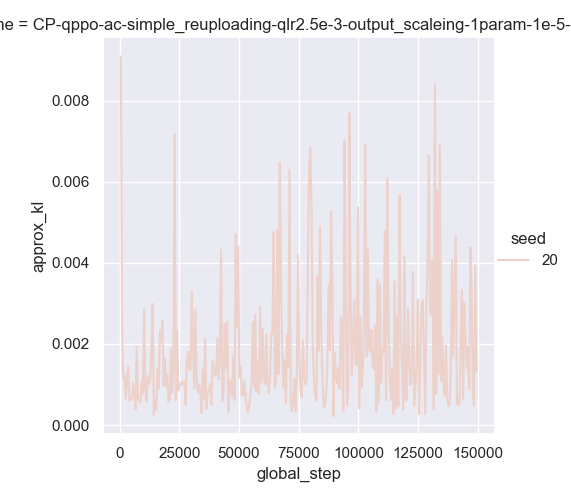 ne = CP-qppo-ac-simple_reuploading-qlr2.5e-3-output_scaleing-1param-1e-5-
0.008
0.006
0.004
0.002
0.000
approx_kl
0 25000 50000 75000 100000 125000 150000
global_step
seed
20